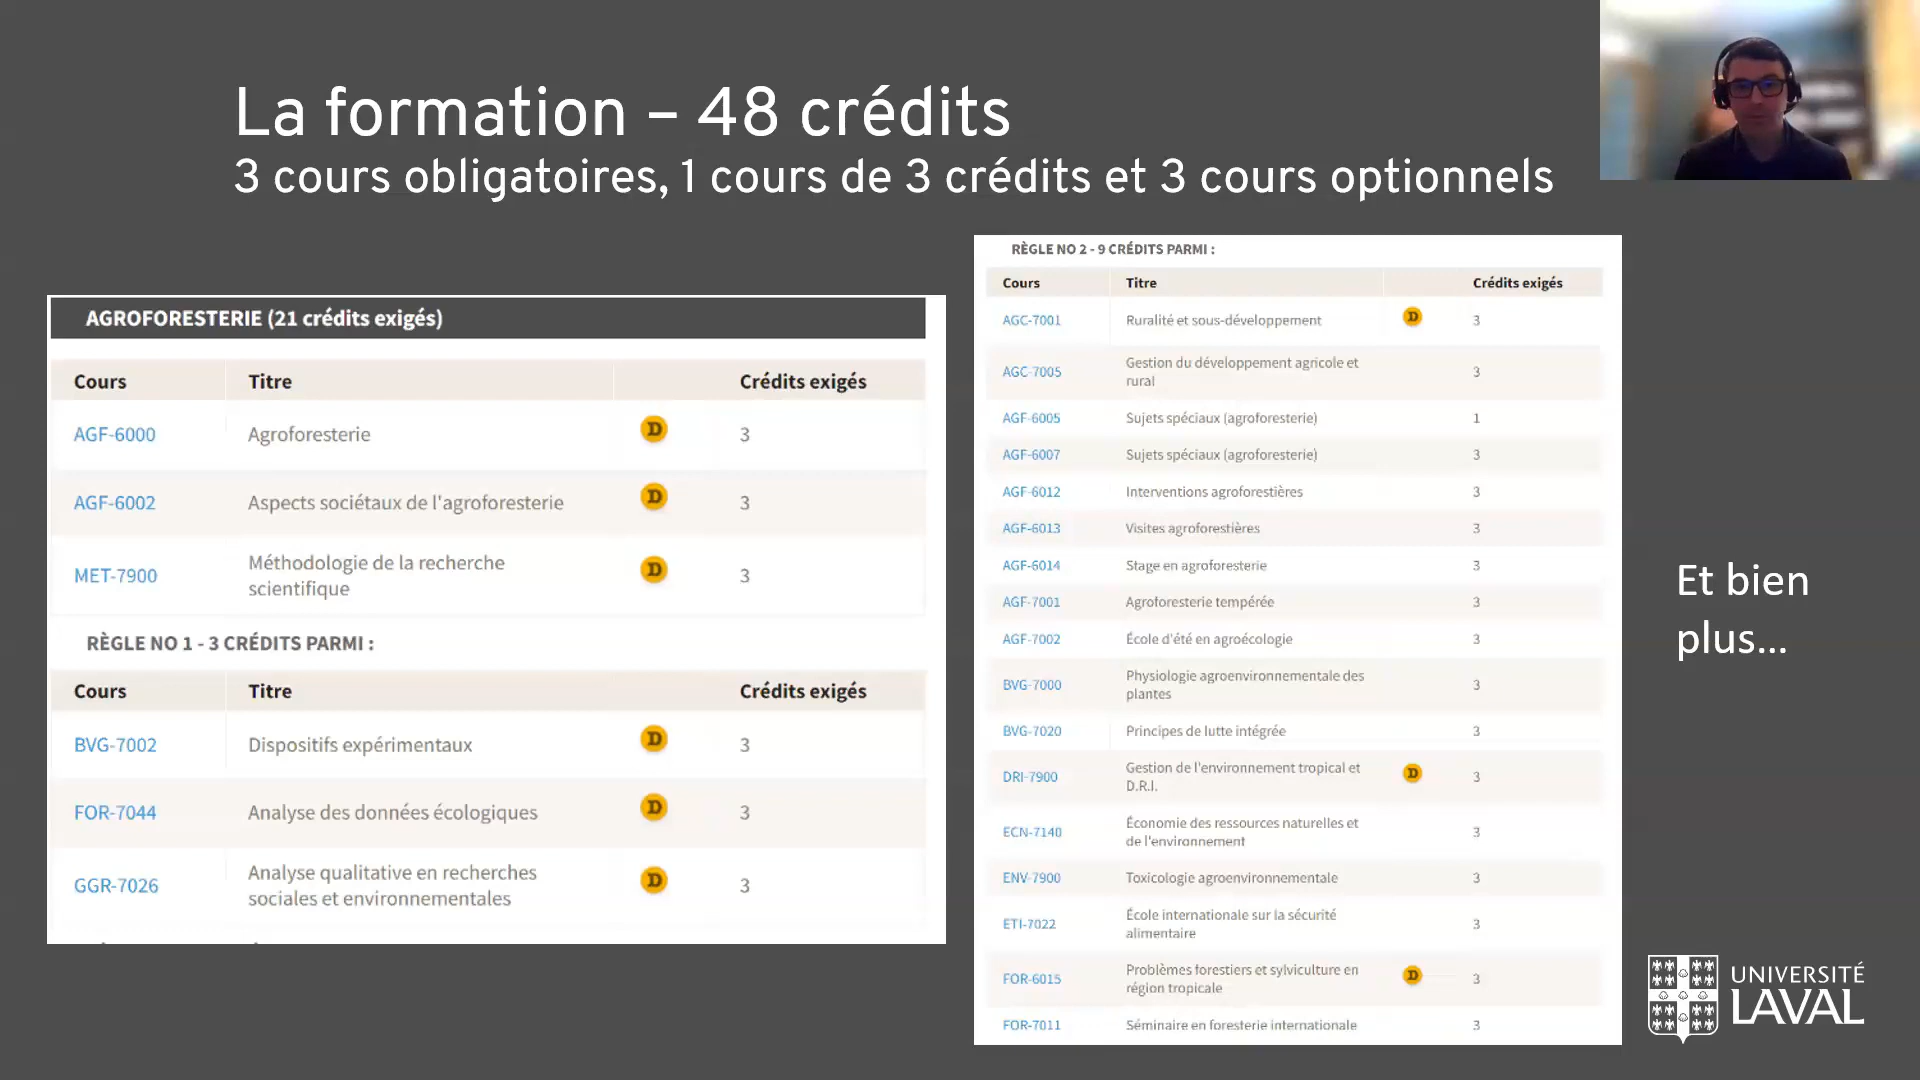 La formation – 48 crédits
3 cours obligatoires, 1 cours de 3 crédits et 3 cours optionnels
AGROFORESTERIE (21 crédits exigés)
Cours Titre Crédits exigés
AGF-6000 Agroforesterie D 3
AGF-6002 Aspects sociétaux de l'agroforesterie D 3
MET-7900 Méthodologie de la recherche scientifique D 3
RÈGLE NO 1 - 3 CRÉDITS PARMI :
Cours Titre Crédits exigés
BVG-7002 Dispositifs expérimentaux D 3
FOR-7044 Analyse des données écologiques D 3
GGR-7026 Analyse qualitative en recherches sociales et environnementales D 3
RÈGLE NO 2 - 9 CRÉDITS PARMI :
Cours Titre Crédits exigés
AGC-7001 Ruralité et sous-développement D 3
AGC-7005 Gestion du développement agricole et rural 3
AGF-6005 Sujets spéciaux (agroforesterie) 1
AGF-6007 Sujets spéciaux (agroforesterie) 3
AGF-6012 Interventions agroforestières 3
AGF-6013 Visites agroforestières 3
AGF-6014 Stage en agroforesterie 3
AGF-7001 Agroforesterie tempérée 3
AGF-7002 École d'été en agroécologie 3
BVG-7000 Physiologie agroenvironnementale des plantes 3
BVG-7020 Principes de lutte intégrée 3
DRI-7900 Gestion de l'environnement tropical et D.R.I. D 3
ECN-7140 Économie des ressources naturelles et de l'environnement 3
ENV-7900 Toxicologie agroenvironnementale 3
ETI-7022 École internationale sur la sécurité alimentaire 3
FOR-6015 Problèmes forestiers et sylviculture en région tropicale D 3
FOR-7011 Séminaire en foresterie internationale 3
Et bien
plus...
UNIVERSITÉ
LAVAL